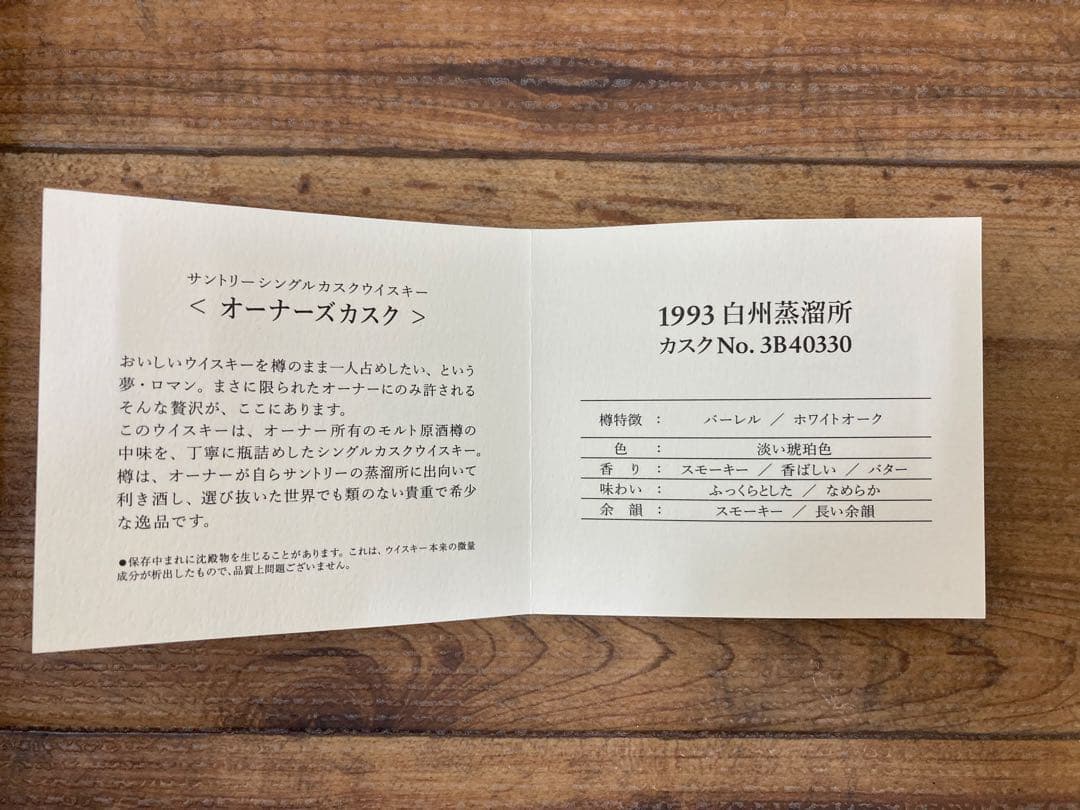 サントリーシングルカスクウイスキー
< オーナーズカスク >
おいしいウイスキーを樽のまま一人占めしたい、という
夢・ロマン。まさに限られたオーナーにのみ許される
そんな贅沢が、ここにあります。
このウイスキーは、オーナー所有のモルト原酒樽の
中味を、丁寧に瓶詰めしたシングルカスクウイスキー。
樽は、オーナーが自らサントリーの蒸溜所に出向いて
利き酒し、選び抜いた世界でも類のない貴重で希少
な逸品です。
●保存中まれに沈殿物を生じることがあります。これは、ウイスキー本来の微量
成分が析出したもので、品質上問題ございません。
1993 白州蒸溜所
カスクNo. 3B40330
樽特徴 : バーレル / ホワイトオーク
色 : 淡い琥珀色
香り : スモーキー / 香ばしい / バター
味わい : ふっくらとした / なめらか
余韻 : スモーキー / 長い余韻